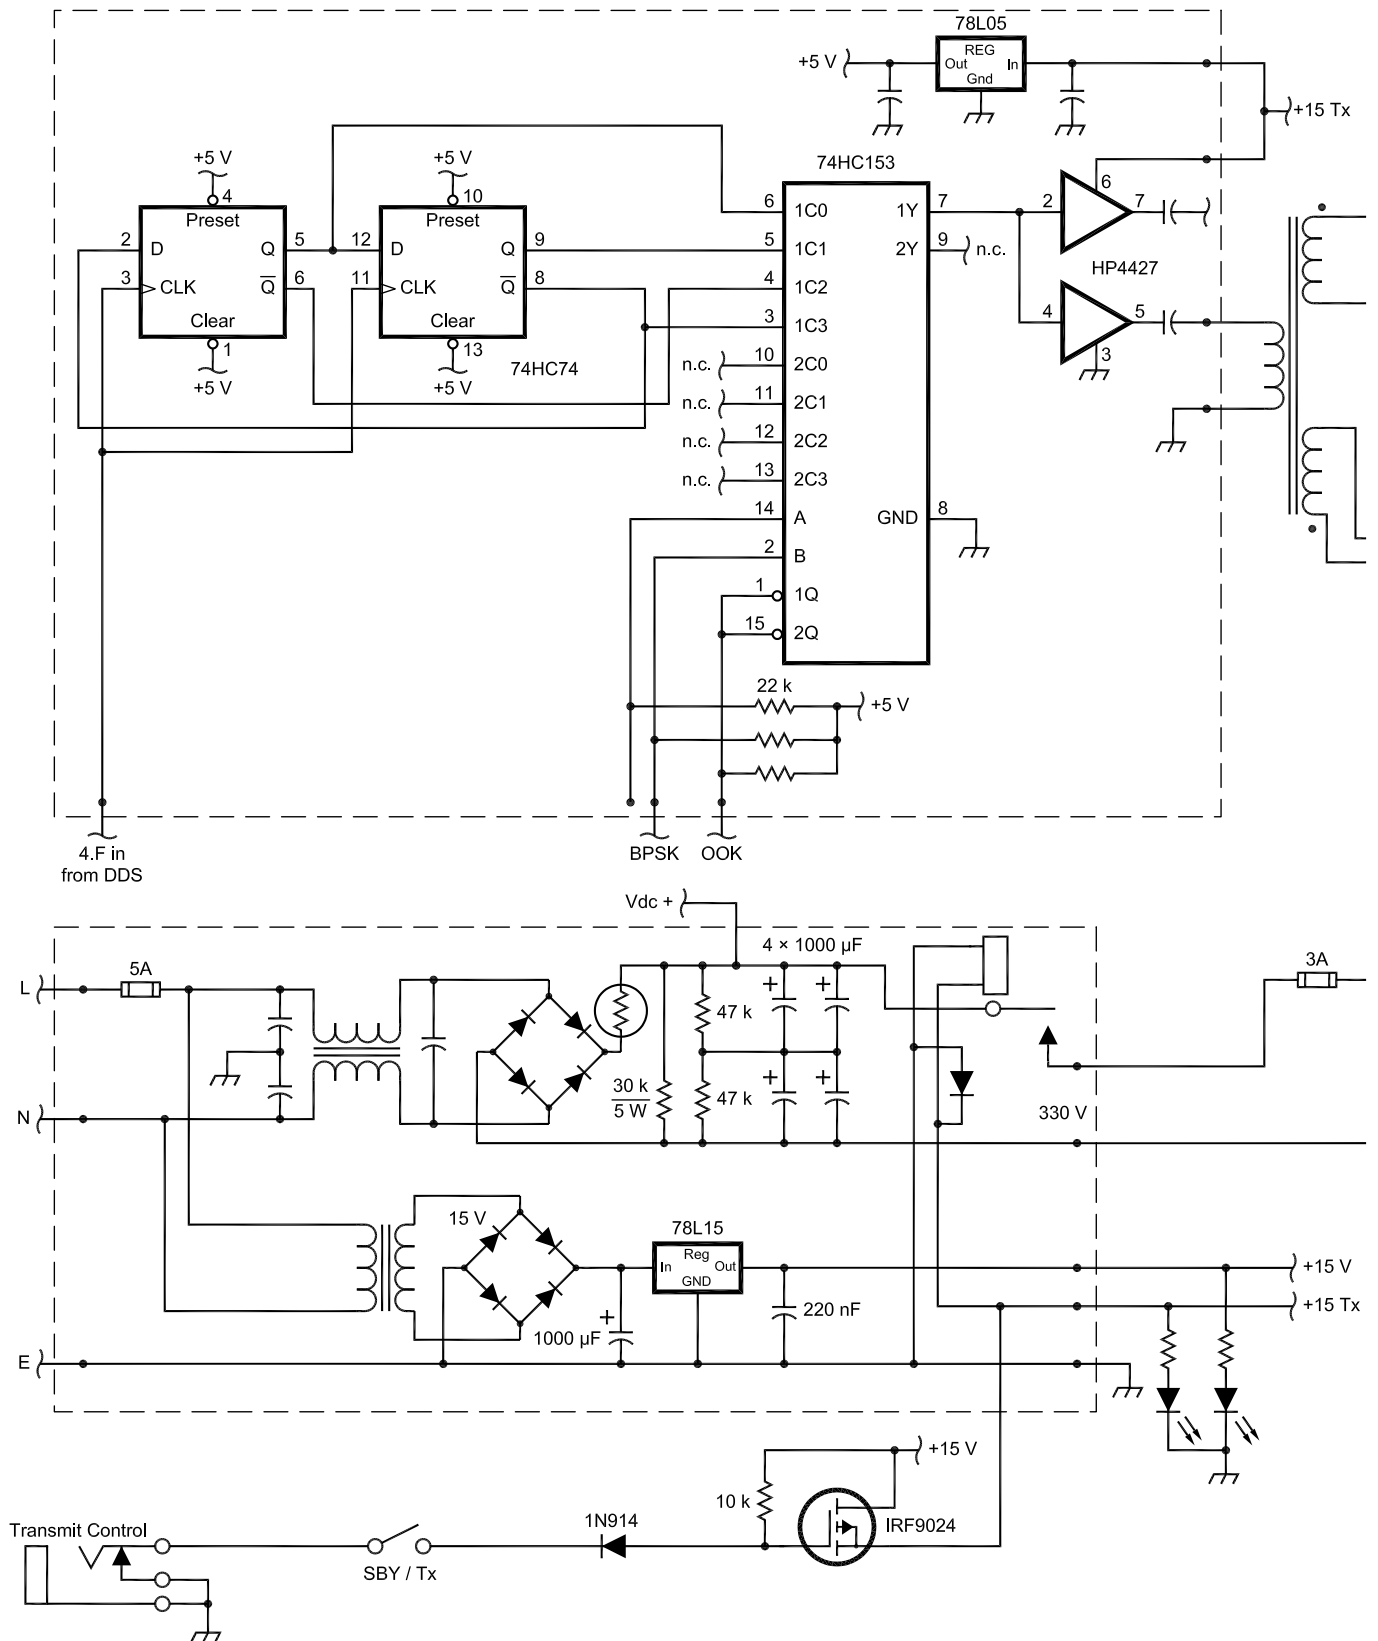 78L05
+5 V
REG
Out
In
Gnd
+15 Tx
74HC153
+5 V
4
Preset
2
D
Q
5
3
CLK
Q
6
Clear
1
+5 V
+5 V
10
Preset
12
D
Q
9
11
CLK
Q
8
Clear
13
+5 V
74HC74
6
1C0
5
1C1
4
1C2
3
1C3
n.c.
10
2C0
n.c.
11
2C1
n.c.
12
2C2
n.c.
13
2C3
14
A
2
B
1
1Q
15
2Q
1Y
7
2Y
9
n.c.
GND
8
2
6
7
HP4427
4
5
3
22 k
+5 V
4.F in
from DDS
BPSK
OOK
Vdc +
4 × 1000 µF
L
5A
3A
+
+
47 k
30 k
5 W
47 k
+
+
N
330 V
15 V
78L15
Reg
In
Out
GND
+15 V
+15 Tx
220 nF
+
1000 µF
E
+15 V
10 k
IRF9024
Transmit Control
1N914
SBY / Tx